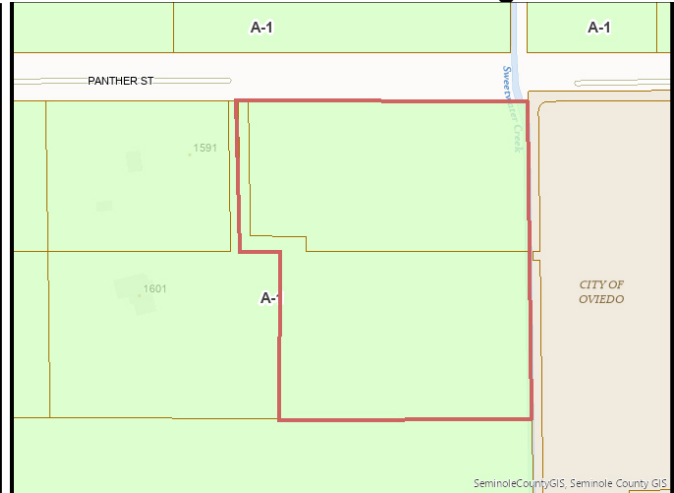 A-1
A-1
PANTHER ST
Sweetwater Creek
1591
1601
A-1
CITY OF
OVIEDO
SeminoleCountyGIS, Seminole County GIS